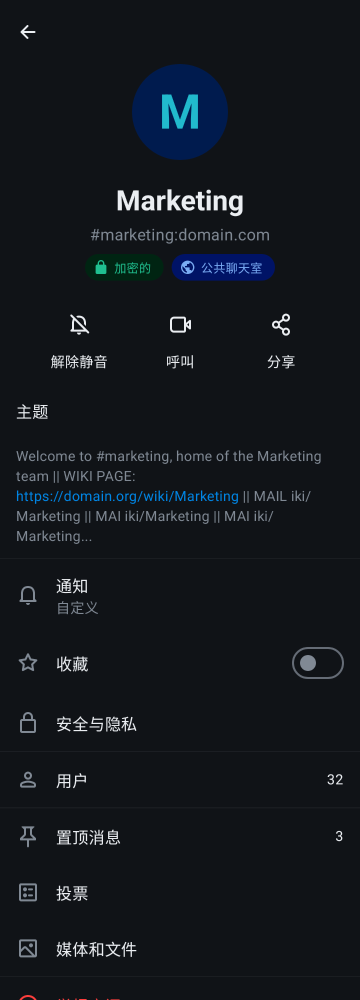 M
Marketing
#marketing:domain.com
加密的
公共聊天室
解除静音
呼叫
分享
主题
Welcome to #marketing, home of the Marketing
team || WIKI PAGE:
https://domain.org/wiki/Marketing || MAIL iki/
Marketing || MAI iki/Marketing || MAI iki/
Marketing...
通知
自定义
收藏
安全与隐私
用户
32
置顶消息
3
投票
媒体和文件